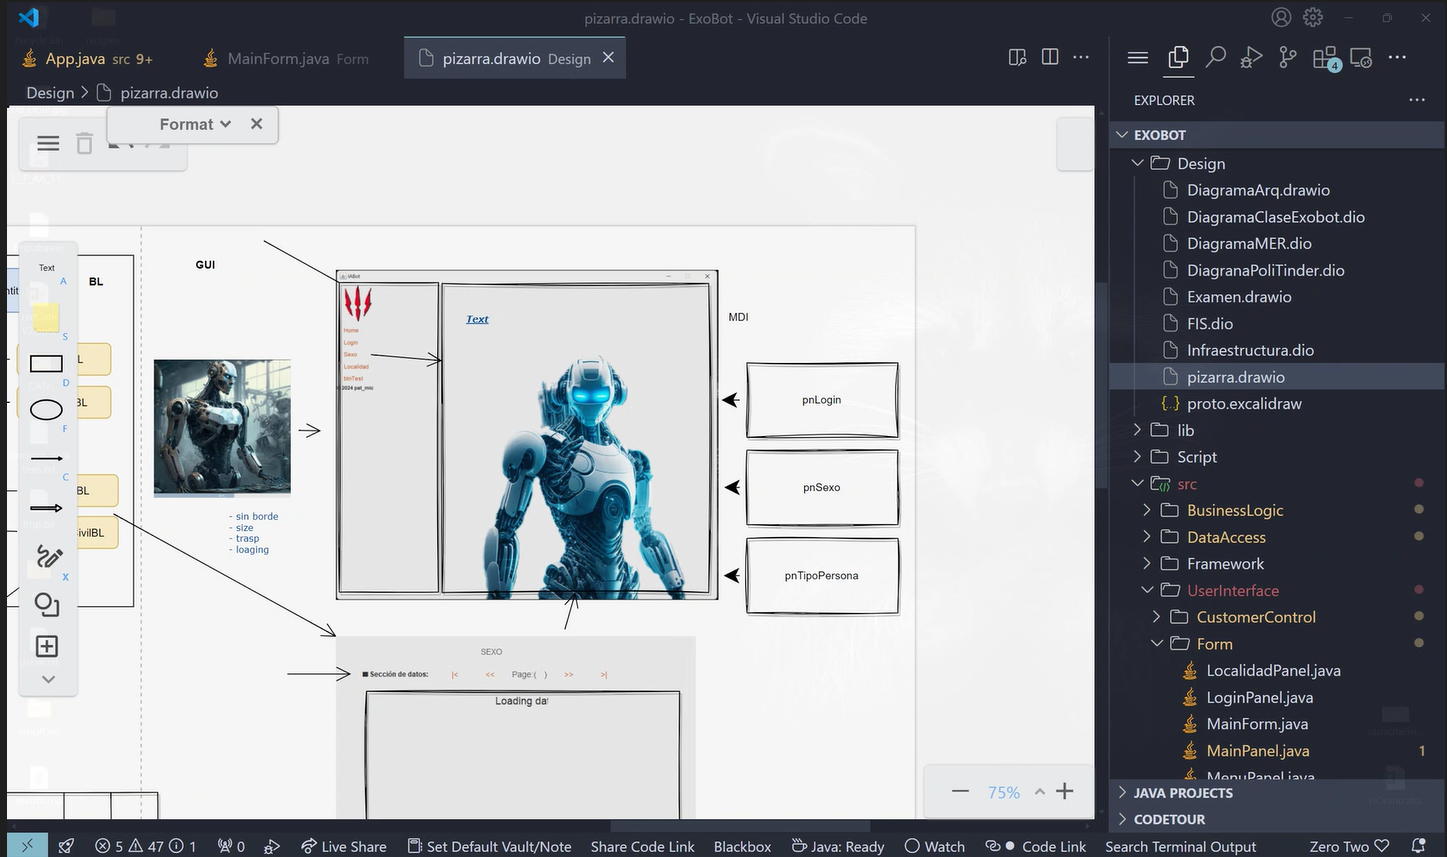 pizarra.drawio - ExoBot - Visual Studio Code
App.java src 9+
MainForm.java Form
pizarra.drawio Design
Design > pizarra.drawio
Format
EXPLORER
EXOBOT
Design
DiagramaArq.drawio
DiagramaClaseExobot.dio
DiagramaMER.dio
DiagranaPoliTinder.dio
Examen.drawio
FIS.dio
Infraestructura.dio
pizarra.drawio
{..} proto.excalidraw
lib
Script
src
BusinessLogic
DataAccess
Framework
UserInterface
CustomerControl
Form
LocalidadPanel.java
LoginPanel.java
MainForm.java
MainPanel.java 1
MenuPanel.java
JAVA PROJECTS
CODETOUR
4
Text
A
S
D
F
C
X
BL
BL
BL
BL
ivilBL
GUI
- sin borde
- size
- trasp
- loaging
IABot
Home
Login
Sexo
Localidad
btnTest
© 2024 pat_mic
Text
MDI
pnLogin
pnSexo
pnTipoPersona
SEXO
Sección de datos:
|< << Page:( ) >> >|
Loading dat
75%
5 47 1 0 Live Share Set Default Vault/Note Share Code Link Blackbox Java: Ready Watch Code Link Search Terminal Output Zero Two